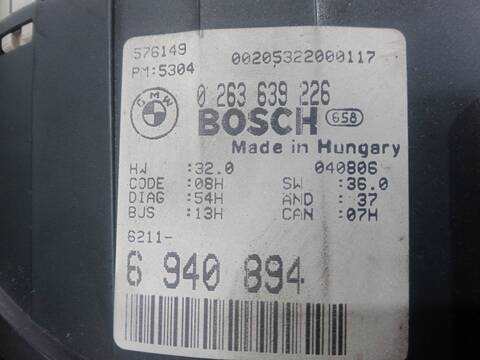 576149 00205322000117
PM:5304
BMW 0 263 639 226
BOSCH 658
Made in Hungary
HW :32.0 040806
CODE :08H SW :36.0
DIAG :54H AND : 37
BJS :13H CAN :07H
6211-
6 940 894